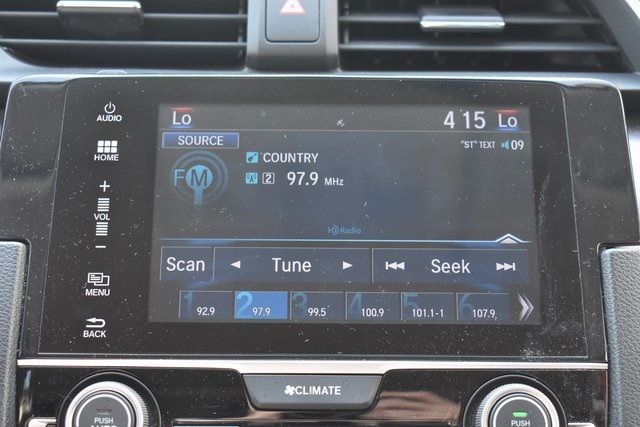 AUDIO
HOME
+
VOL
-
MENU
BACK
Lo
4 15 Lo
SOURCE
"ST" TEXT 09
FM
COUNTRY
2 97.9 MHz
HD Radio
Scan Tune Seek
1 92.9 2 97.9 3 99.5 4 100.9 5 101.1-1 6 107.9
CLIMATE
PUSH PUSH